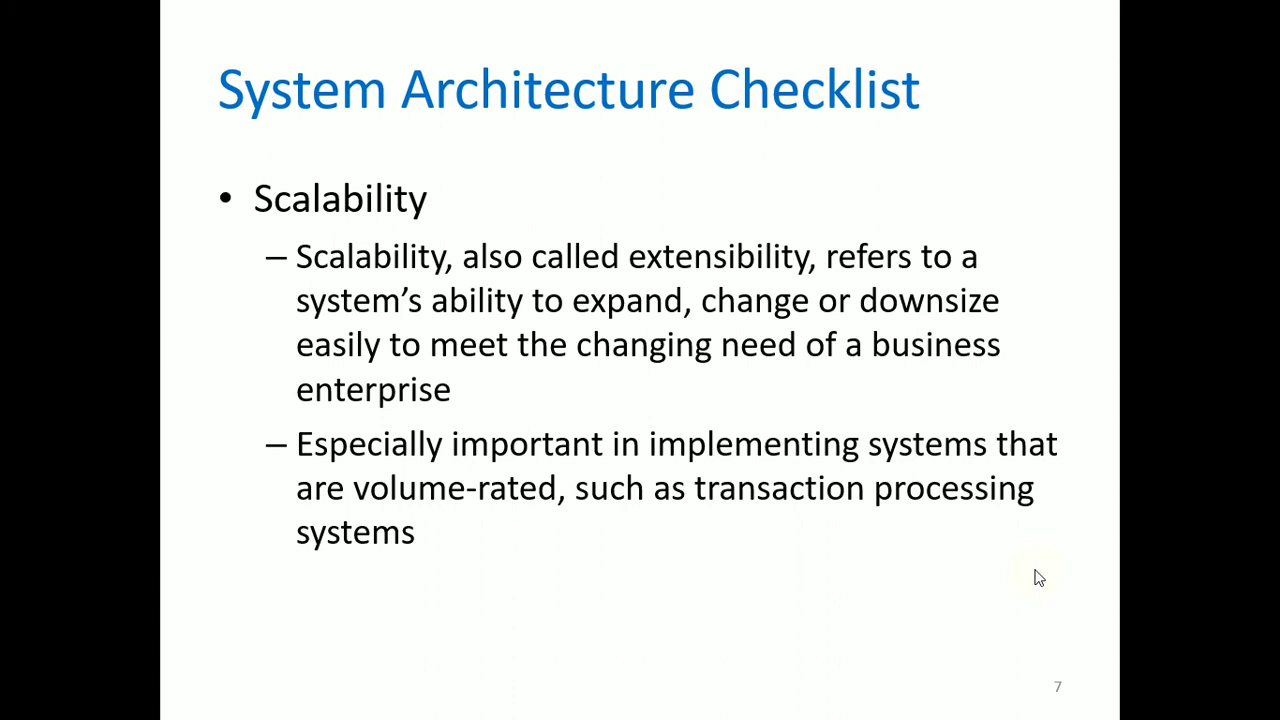 System Architecture Checklist
• Scalability
– Scalability, also called extensibility, refers to a
system’s ability to expand, change or downsize
easily to meet the changing need of a business
enterprise
– Especially important in implementing systems that
are volume-rated, such as transaction processing
systems
7